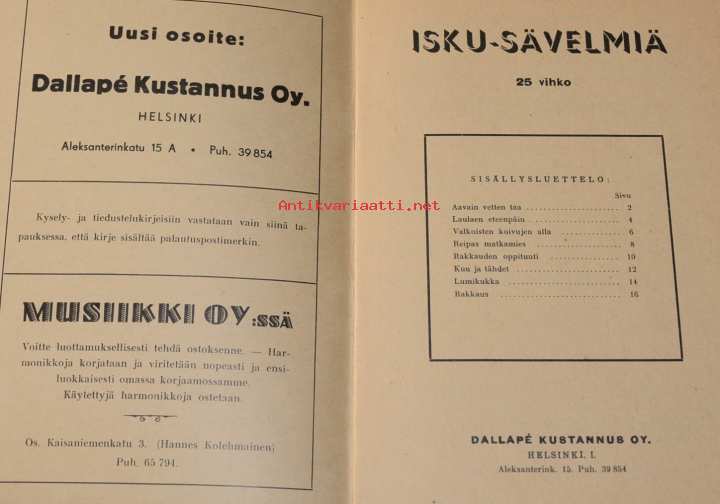 Uusi osoite:
Dallapé Kustannus Oy.
HELSINKI
Aleksanterinkatu 15 A • Puh. 39 854
Kysely- ja tiedustelukirjeisiin vastataan vain siinä ta-
pauksessa, että kirje sisältää palautuspostimerkin.
MUSIIKKI OY:SSÄ
Voitte luottamuksellisesti tehdä ostoksenne. — Har-
monikkoja korjataan ja viritetään nopeasti ja ensi-
luokkaisesti omassa korjaamossamme.
Käytettyjä harmonikkoja ostetaan.
Os. Kaisaniemenkatu 3. (Hannes Kolehmainen)
Puh. 65 794.
ISKU-SÄVELMIÄ
25 vihko
SISÄLLYSLUETTELO:
Sivu
Aavain vetten taa 2
Laulaen eteenpäin 4
Valkoisten koivujen alla 6
Reipas matkamies 8
Rakkauden oppitunti 10
Kuu ja tähdet 12
Lumikukka 14
Rakkaus 16
DALLAPÉ KUSTANNUS OY.
HELSINKI. I.
Aleksanterink. 15. Puh. 39 854
Antikvariaatti.net